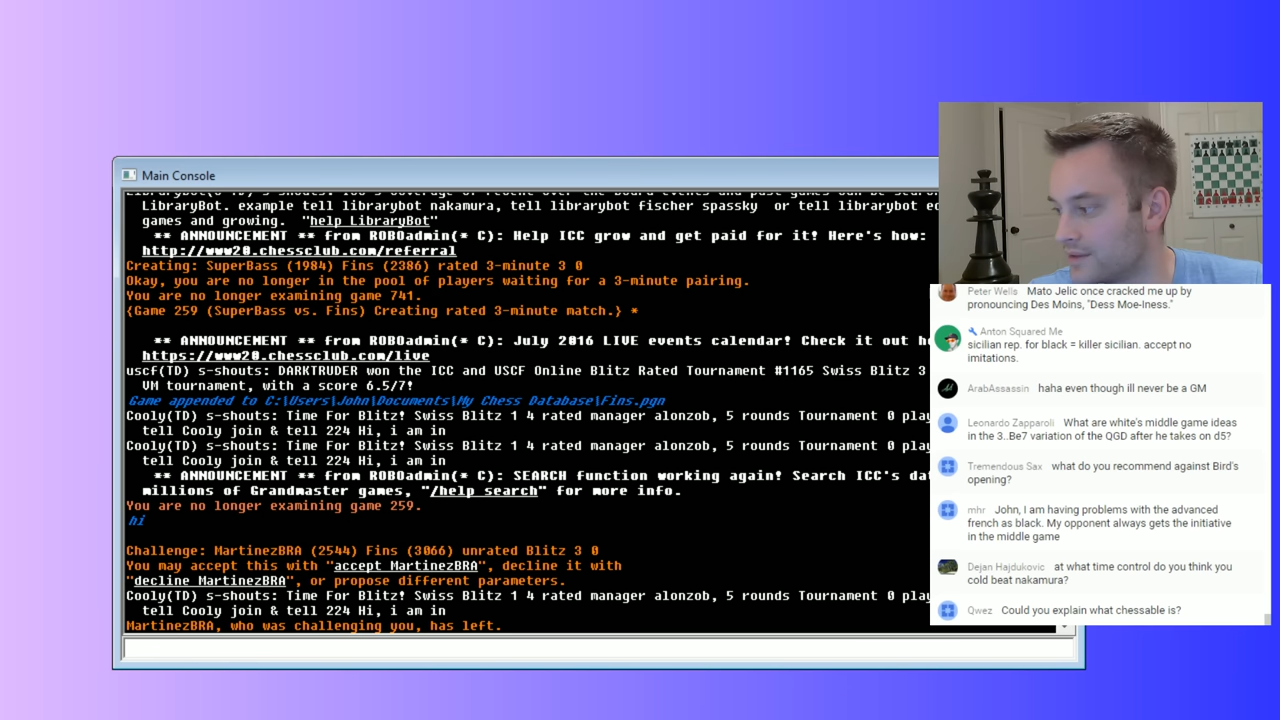 Main Console
LibraryBot. example tell librarybot nakamura, tell librarybot fischer spassky or tell librarybot ec
games and growing. "help LibraryBot"
** ANNOUNCEMENT ** from ROBOadmin(* C): Help ICC grow and get paid for it! Here's how:
http://www20.chessclub.com/referral
Creating: SuperBass (1984) Fins (2386) rated 3-minute 3 0
Okay, you are no longer in the pool of players waiting for a 3-minute pairing.
You are no longer examining game 741.
{Game 259 (SuperBass vs. Fins) Creating rated 3-minute match.} *
** ANNOUNCEMENT ** from ROBOadmin(* C): July 2016 LIVE events calendar! Check it out he
https://www20.chessclub.com/live
uscf(TD) s-shouts: DARKTRUDER won the ICC and USCF Online Blitz Rated Tournament #1165 Swiss Blitz 3
VM tournament, with a score 6.5/7!
Game appended to C:\Users\John\Documents\My Chess Database\Fins.pgn
Cooly(TD) s-shouts: Time For Blitz! Swiss Blitz 1 4 rated manager alonzob, 5 rounds Tournament 0 play
tell Cooly join & tell 224 Hi, i am in
Cooly(TD) s-shouts: Time For Blitz! Swiss Blitz 1 4 rated manager alonzob, 5 rounds Tournament 0 play
tell Cooly join & tell 224 Hi, i am in
** ANNOUNCEMENT ** from ROBOadmin(* C): SEARCH function working again! Search ICC's dat
millions of Grandmaster games, "/help search" for more info.
You are no longer examining game 259.
hi
Challenge: MartinezBRA (2544) Fins (3066) unrated Blitz 3 0
You may accept this with "accept MartinezBRA", decline it with
"decline MartinezBRA", or propose different parameters.
Cooly(TD) s-shouts: Time For Blitz! Swiss Blitz 1 4 rated manager alonzob, 5 rounds Tournament 0 play
tell Cooly join & tell 224 Hi, i am in
MartinezBRA, who was challenging you, has left.
Peter Wells Mato Jelic once cracked me up by
pronouncing Des Moins, "Dess Moe-Iness."
Anton Squared Me
sicilian rep. for black = killer sicilian. accept no
imitations.
ArabAssassin haha even though ill never be a GM
Leonardo Zapparoli What are white's middle game ideas
in the 3..Be7 variation of the QGD after he takes on d5?
Tremendous Sax what do you recommend against Bird's
opening?
mhr John, I am having problems with the advanced
french as black. My opponent always gets the initiative
in the middle game
Dejan Hajdukovic at what time control do you think you
cold beat nakamura?
Qwez Could you explain what chessable is?